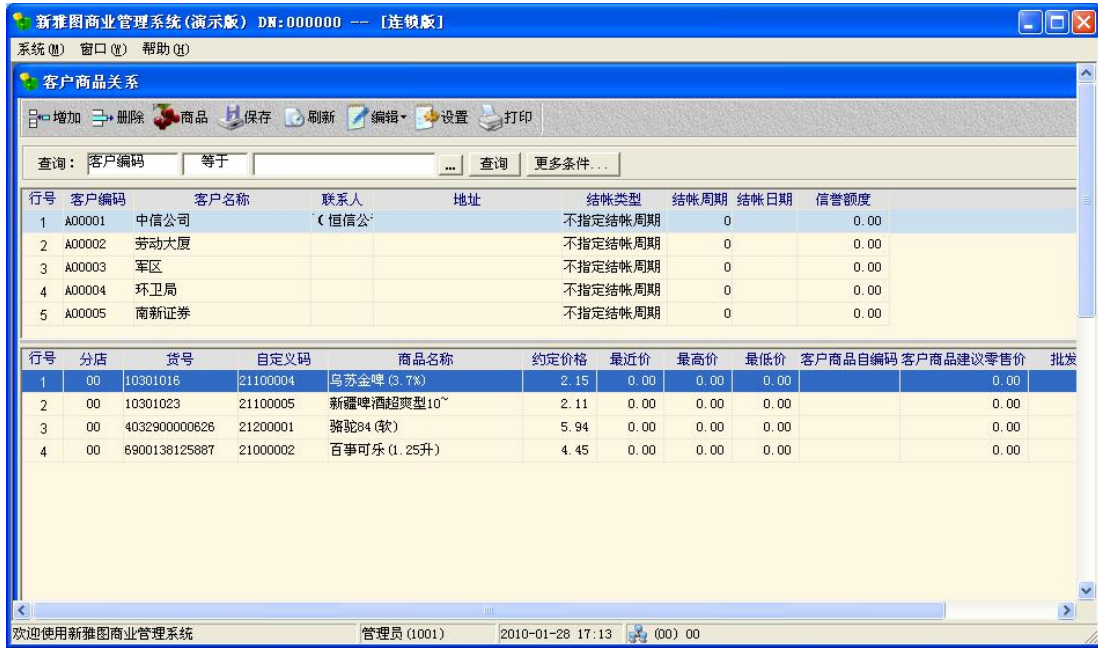 新雅图商业管理系统(演示版) DN:000000 -- [连锁版]
系统(M) 窗口(W) 帮助(H)
客户商品关系
增加 删除 商品 保存 刷新 编辑 设置 打印
查询: 客户编码 等于 ... 查询 更多条件...
行号 客户编码 客户名称 联系人 地址 结帐类型 结帐周期 结帐日期 信誉额度
1 A00001 中信公司 (恒信公 不指定结帐周期 0 0.00
2 A00002 劳动大厦 不指定结帐周期 0 0.00
3 A00003 军区 不指定结帐周期 0 0.00
4 A00004 环卫局 不指定结帐周期 0 0.00
5 A00005 南新证券 不指定结帐周期 0 0.00
行号 分店 货号 自定义码 商品名称 约定价格 最近价 最高价 最低价 客户商品自编码 客户商品建议零售价 批发
1 00 10301016 21100004 乌苏金啤(3.7%) 2.15 0.00 0.00 0.00 0.00
2 00 10301023 21100005 新疆啤酒超爽型10~ 2.11 0.00 0.00 0.00 0.00
3 00 4032900000626 21200001 骆驼84(软) 5.94 0.00 0.00 0.00 0.00
4 00 6900138125887 21000002 百事可乐(1.25升) 4.45 0.00 0.00 0.00 0.00
欢迎使用新雅图商业管理系统 管理员(1001) 2010-01-28 17:13 (00) 00